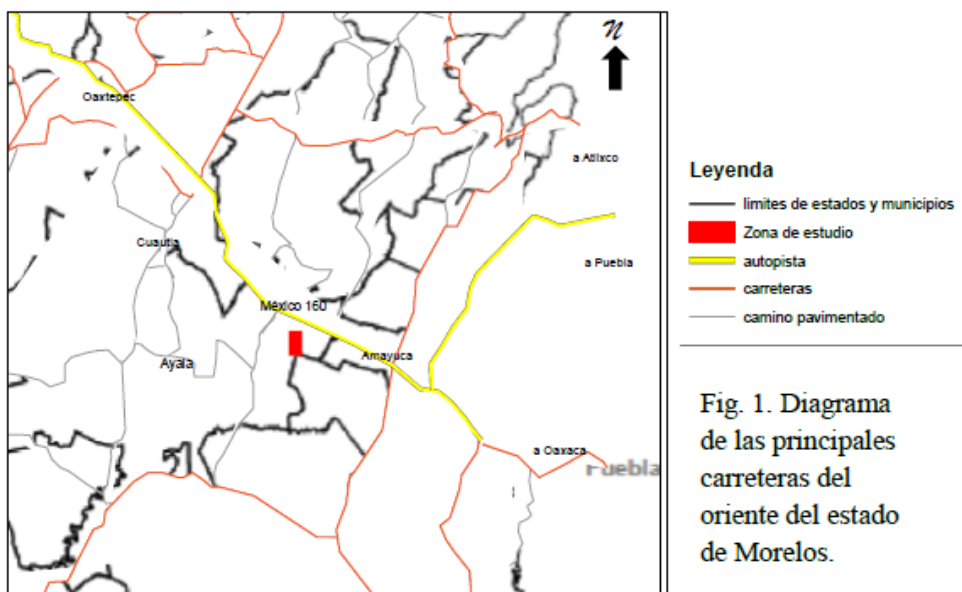 N
Oaxtepec
a Atlixco
Cuautla
a Puebla
México 160
Amayuca
Ayala
a Oaxaca
Puebla
Leyenda
limites de estados y municipios
Zona de estudio
autopista
carreteras
camino pavimentado
Fig. 1. Diagrama
de las principales
carreteras del
oriente del estado
de Morelos.